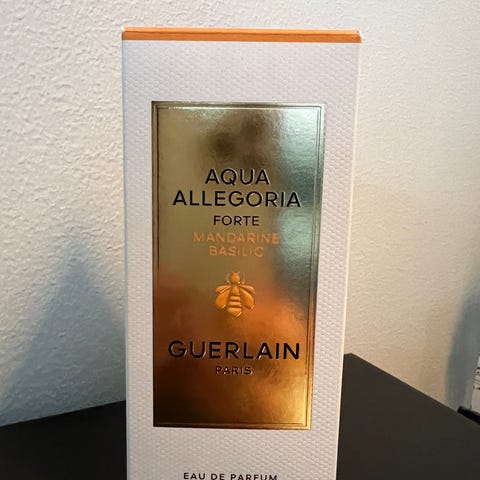 AQUA
ALLEGORIA
FORTE
MANDARINE
BASILIC
GUERLAIN
PARIS
EAU DE PARFUM